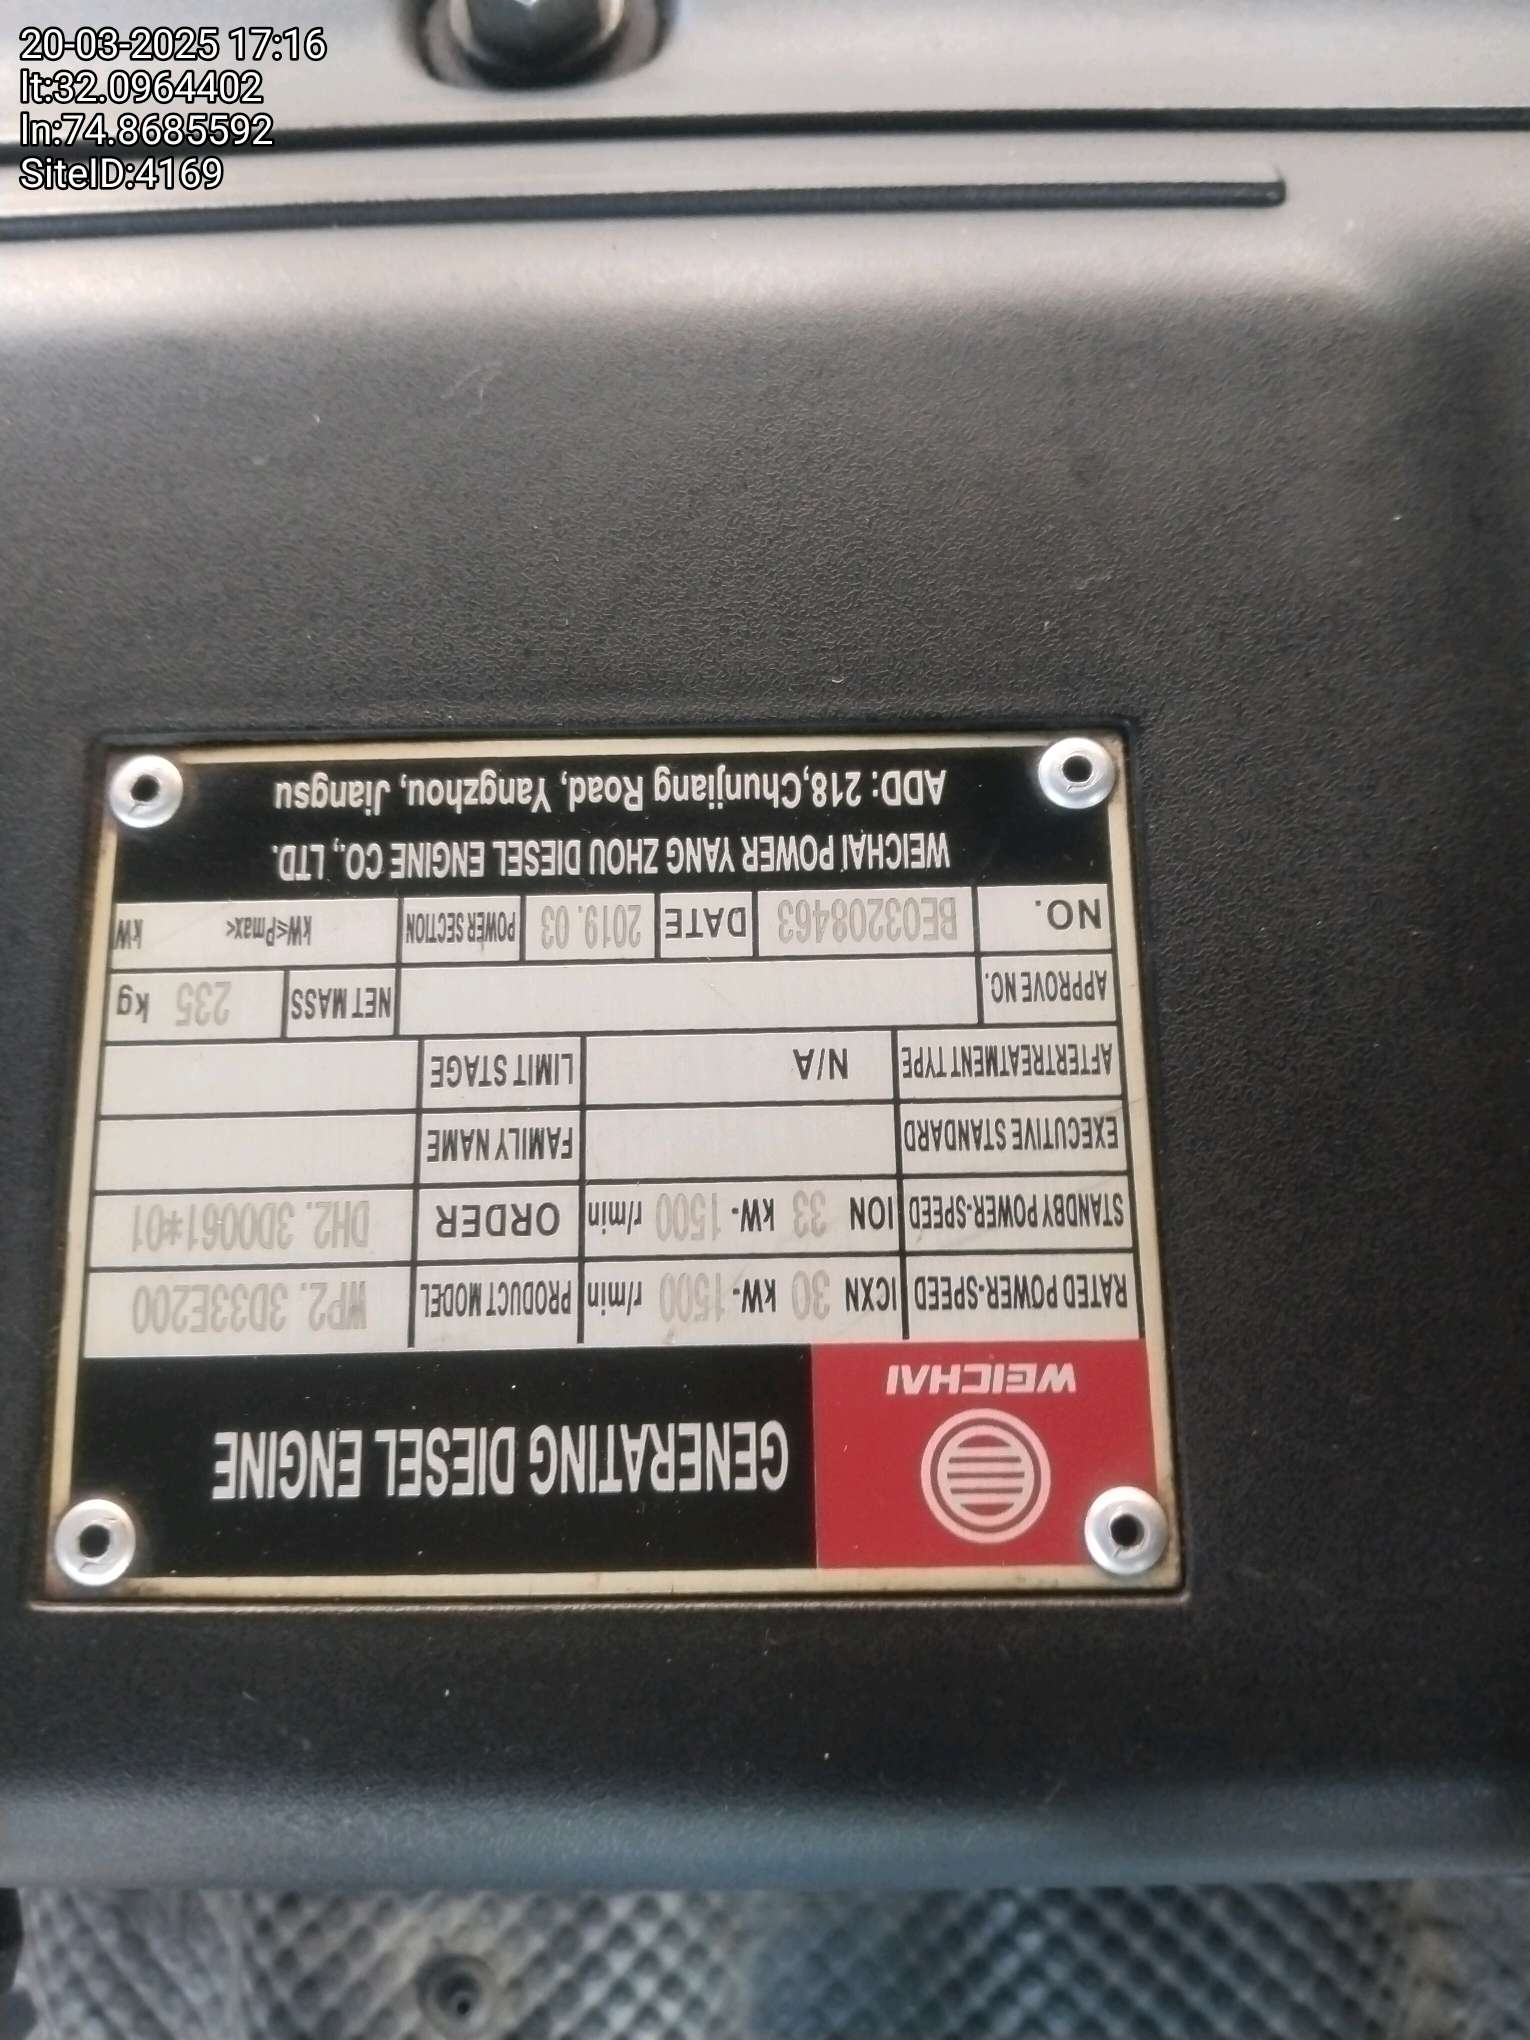 20-03-2025 17:16
lt:32.0964402
ln:74.8685592
SiteID:4169
WEICHAI
GENERATING DIESEL ENGINE
RATED POWER-SPEED ICXN 30 kW- 1500 r/min PRODUCT MODEL WP2. 3D33E200
STANDBY POWER-SPEED ION 33 kW- 1500 r/min ORDER DH2. 3D0061*01
EXECUTIVE STANDARD FAMILY NAME
AFTERTREATMENT TYPE N/A LIMIT STAGE
APPROVE NO. NET MASS 235 kg
NO. BE03208463 DATE 2019. 03 POWER SECTION kW<Pmax< kW
WEICHAI POWER YANG ZHOU DIESEL ENGINE CO., LTD.
ADD: 218,Chunjiang Road, Yangzhou, Jiangsu